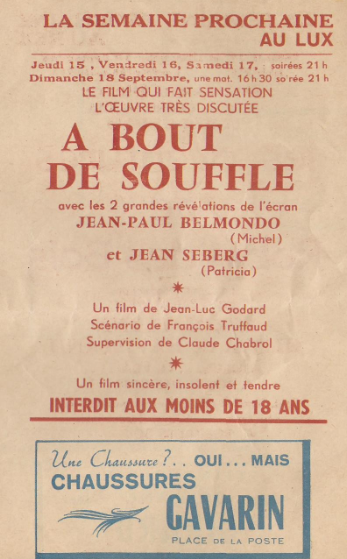 LA SEMAINE PROCHAINE
AU LUX
Jeudi 15, Vendredi 16, Samedi 17, soirées 21 h
Dimanche 18 Septembre, une mat. 16 h 30 soirée 21 h
LE FILM QUI FAIT SENSATION
L'ŒUVRE TRÈS DISCUTÉE
A BOUT
DE SOUFFLE
avec les 2 grandes révélations de l'écran
JEAN-PAUL BELMONDO
(Michel)
et JEAN SEBERG
(Patricia)
Un film de Jean-Luc Godard
Scénario de François Truffaud
Supervision de Claude Chabrol
Un film sincère, insolent et tendre
INTERDIT AUX MOINS DE 18 ANS
Une Chaussure ?.. OUI... MAIS
CHAUSSURES
GAVARIN
PLACE DE LA POSTE